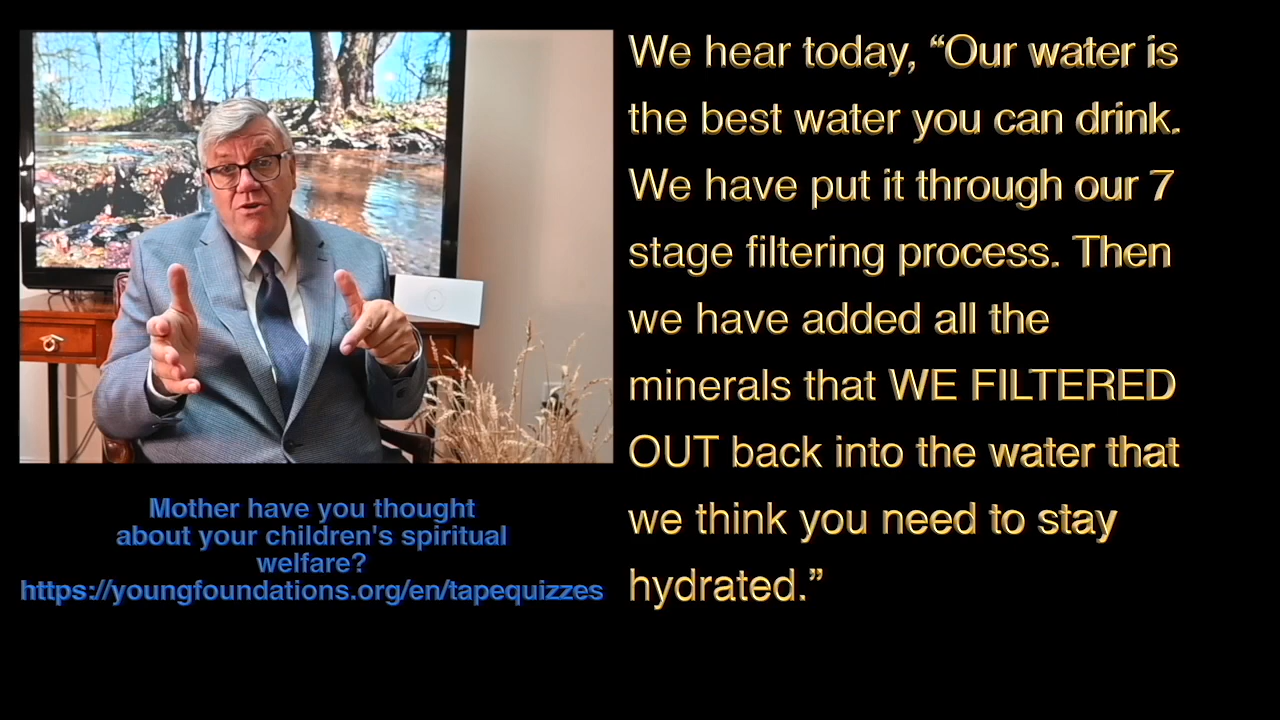 We hear today, “Our water is
the best water you can drink.
We have put it through our 7
stage filtering process. Then
we have added all the
minerals that WE FILTERED
OUT back into the water that
we think you need to stay
hydrated.”
Mother have you thought
about your children's spiritual
welfare?
https://youngfoundations.org/en/tapequizzes